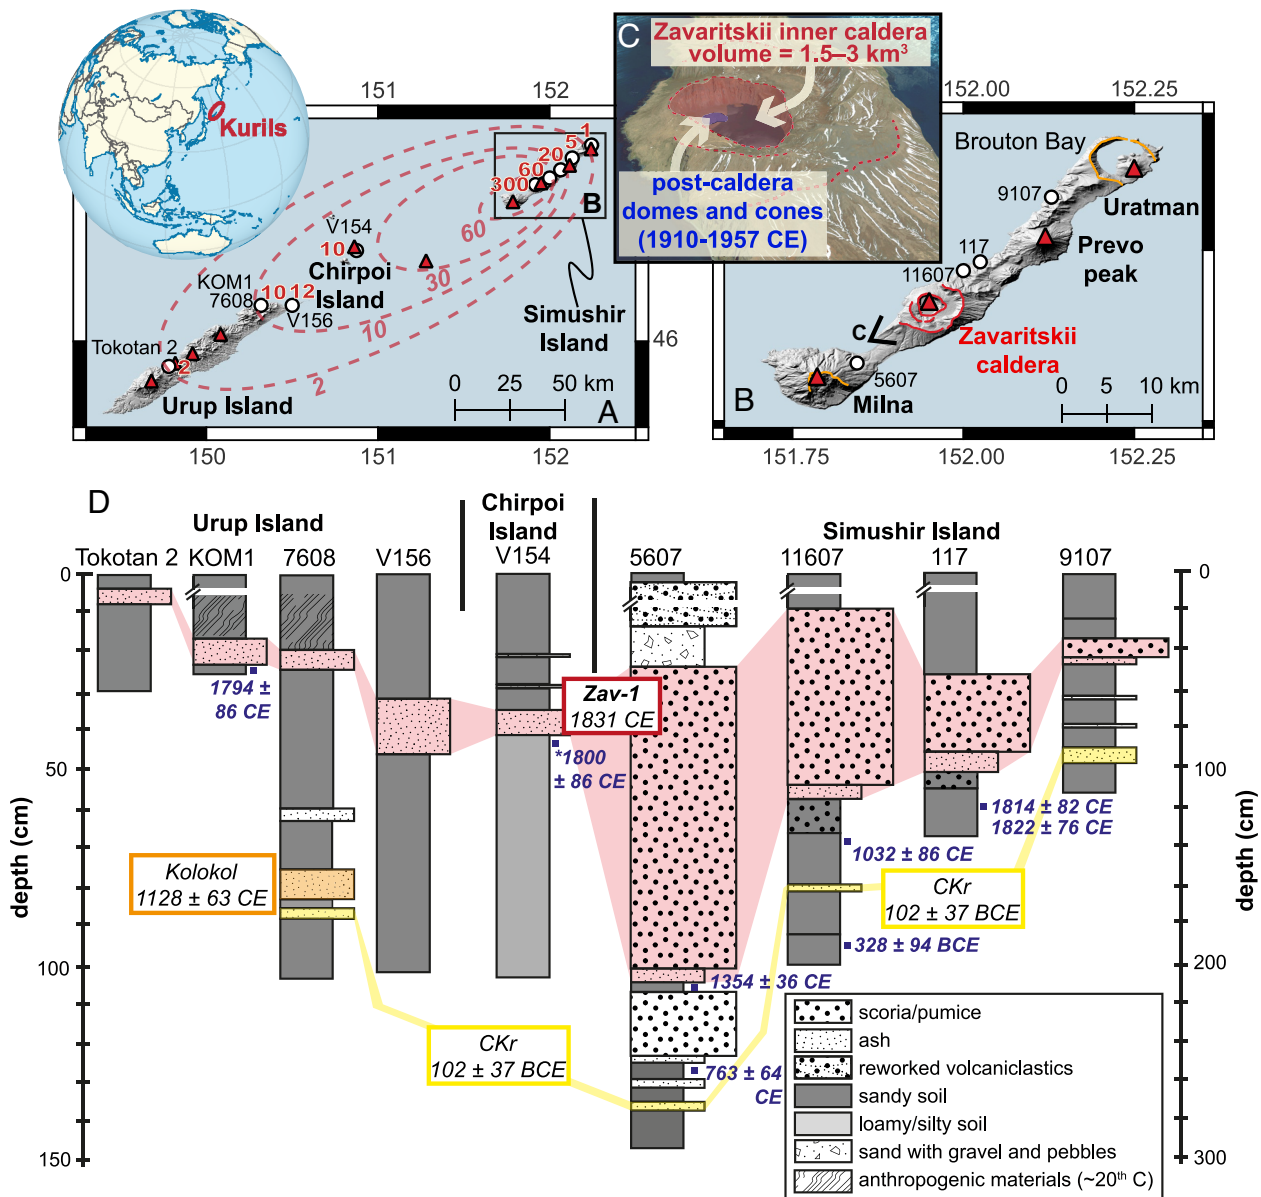 A
Kurils
151
152
1
5
20
60
300
B
60
30
10
2
V154
10
Chirpoi
Island
KOM1
7608
10
12
V156
Tokotan 2
2
Urup Island
Simushir
Island
46
0 25 50 km
A
150
151
152
C
Zavaritskii inner caldera
volume = 1.5–3 km³
post-caldera
domes and cones
(1910-1957 CE)
152.00
152.25
Brouton Bay
9107
Uratman
117
Prevo
peak
11607
Zavaritskii
caldera
C
5607
Milna
0 5 10 km
B
151.75
152.00
152.25
D
Urup Island
Chirpoi
Island
Simushir Island
Tokotan 2
KOM1
7608
V156
V154
5607
11607
117
9107
0
50
100
150
depth (cm)
0
100
200
300
depth (cm)
1794 ±
86 CE
Zav-1
1831 CE
*1800
± 86 CE
Kolokol
1128 ± 63 CE
CKr
102 ± 37 BCE
1354 ± 36 CE
763 ± 64
CE
1032 ± 86 CE
328 ± 94 BCE
1814 ± 82 CE
1822 ± 76 CE
CKr
102 ± 37 BCE
scoria/pumice
ash
reworked volcaniclastics
sandy soil
loamy/silty soil
sand with gravel and pebbles
anthropogenic materials (~20th C)